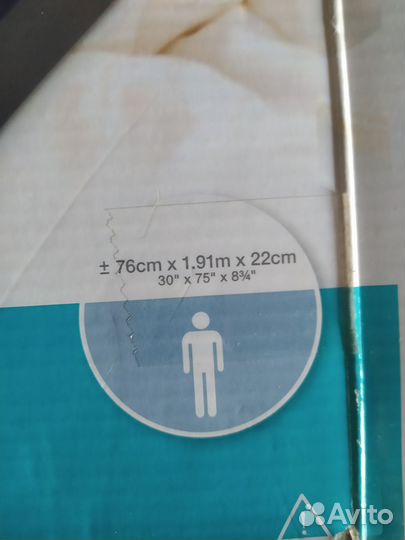 ± 76cm x 1.91m x 22cm
30" x 75" x 8¾"
Avito